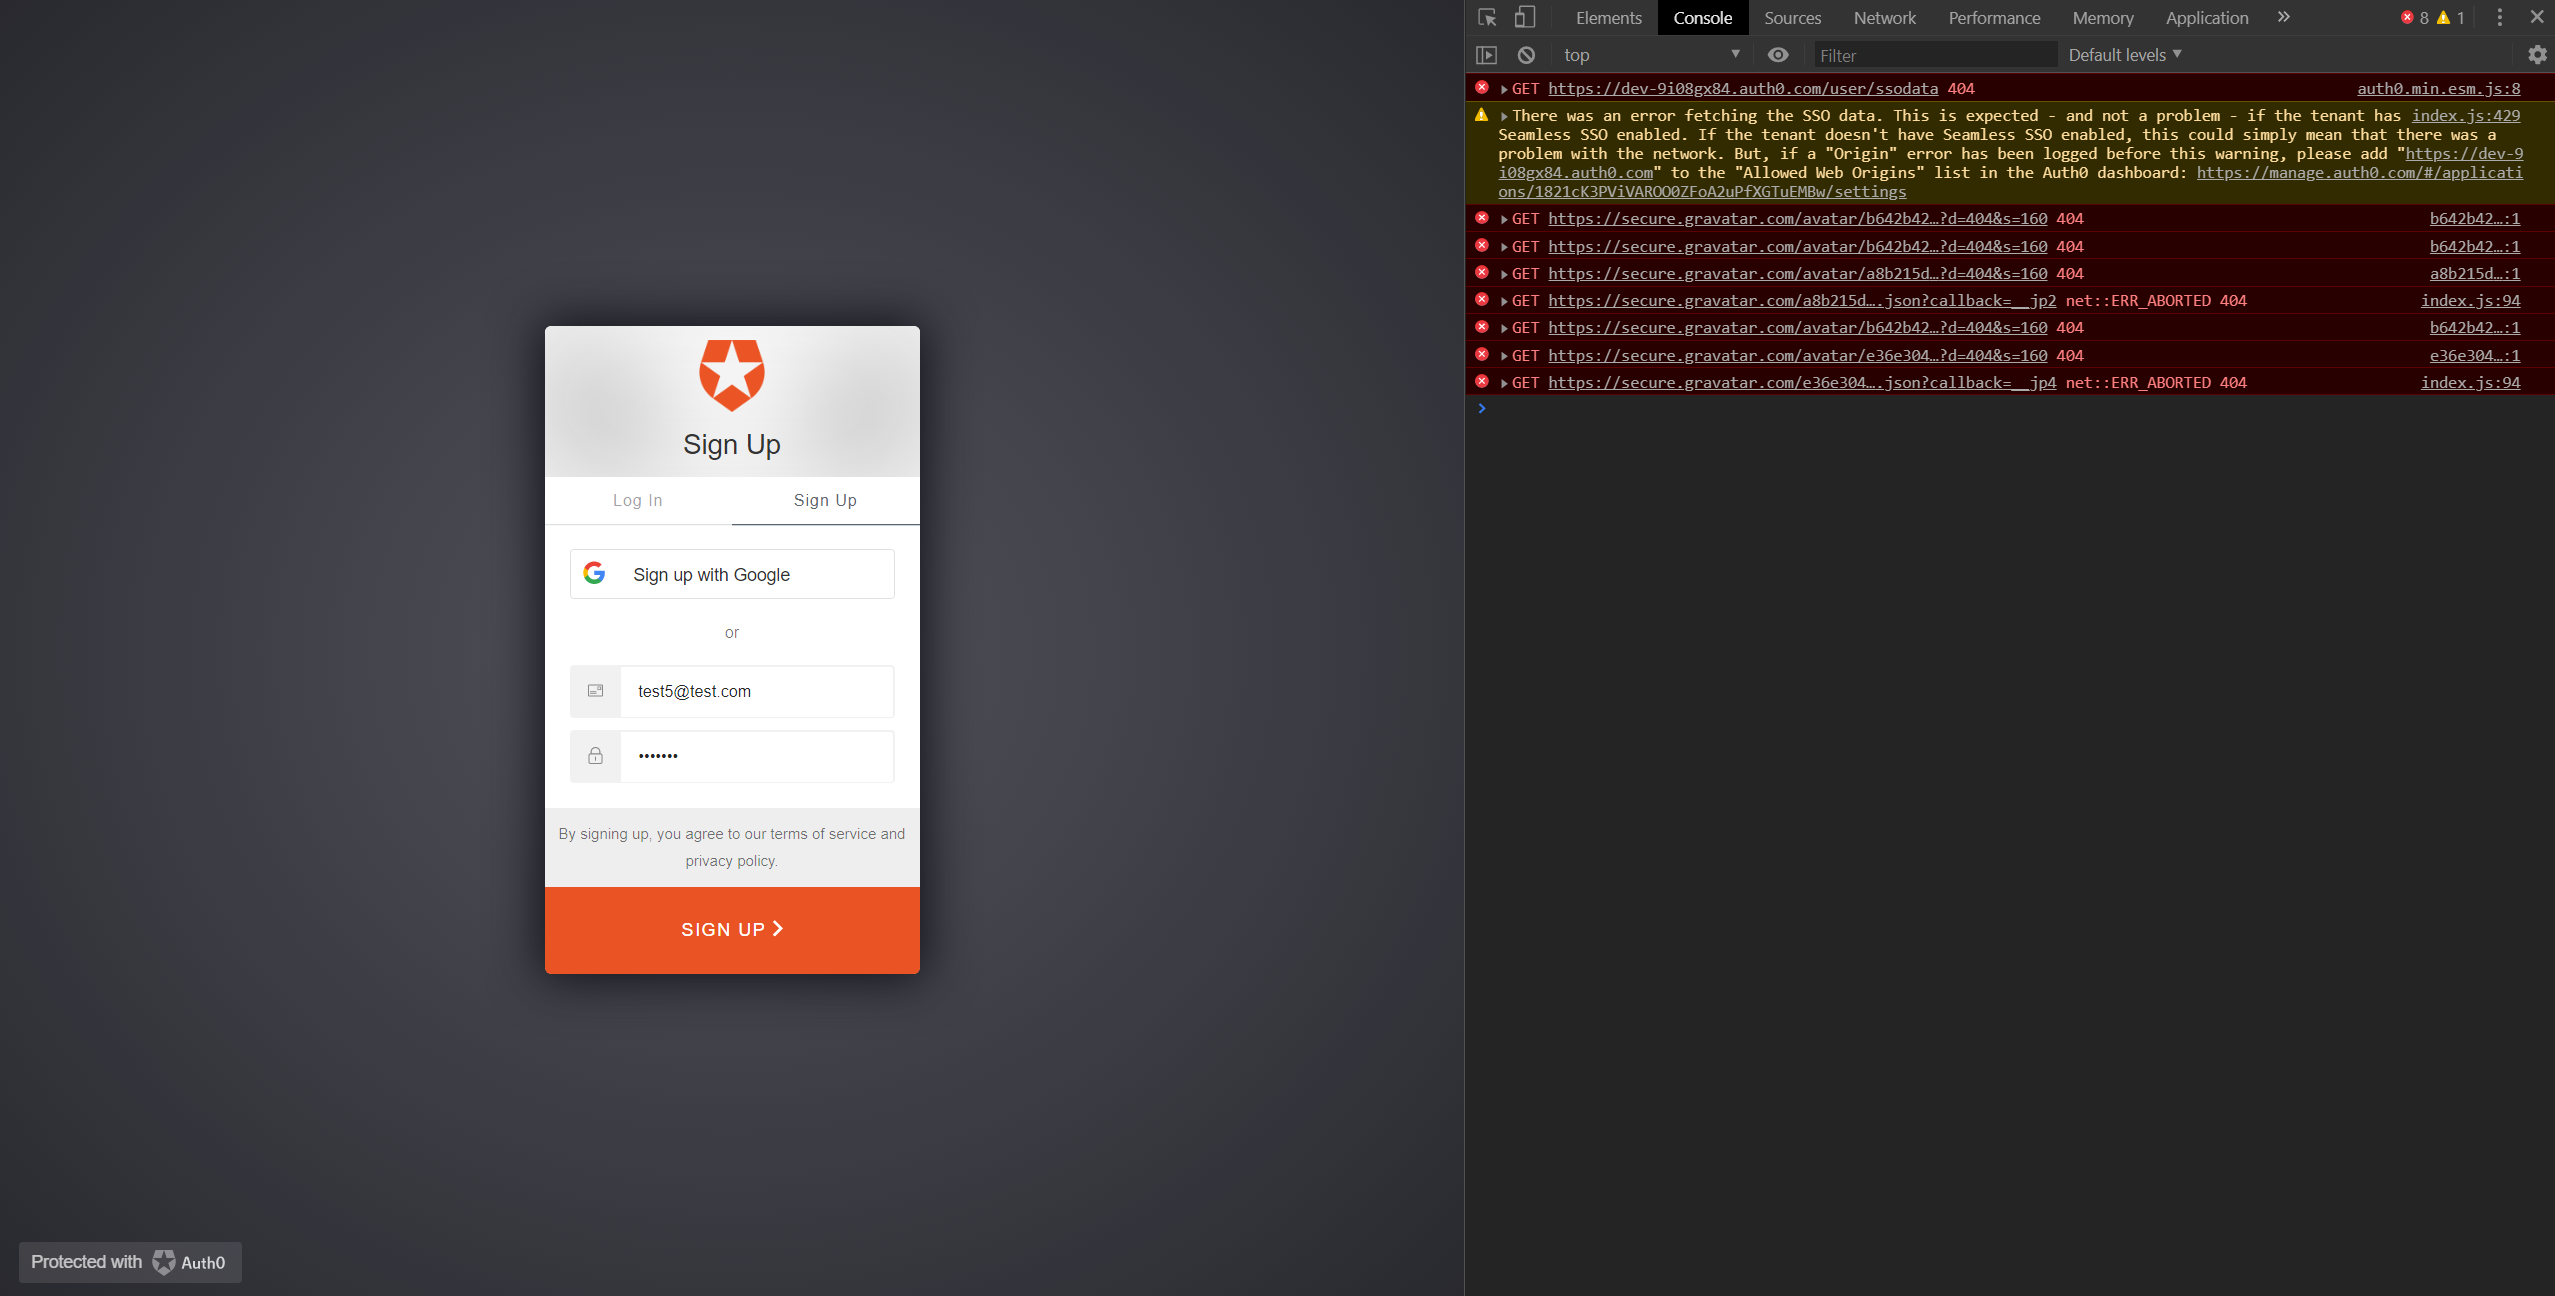 Sign Up
Log In
Sign Up
Sign up with Google
or
test5@test.com
•••••••
By signing up, you agree to our terms of service and
privacy policy.
SIGN UP
Protected with Auth0
Elements Console Sources Network Performance Memory Application » 8 1
top Filter Default levels
GET https://dev-9i08gx84.auth0.com/user/ssodata 404 auth0.min.esm.js:8
There was an error fetching the SSO data. This is expected - and not a problem - if the tenant has index.js:429
Seamless SSO enabled. If the tenant doesn't have Seamless SSO enabled, this could simply mean that there was a
problem with the network. But, if a "Origin" error has been logged before this warning, please add "https://dev-9
i08gx84.auth0.com" to the "Allowed Web Origins" list in the Auth0 dashboard: https://manage.auth0.com/#/applicati
ons/1821cK3PViVAROO0ZFoA2uPfXGTuEMBw/settings
GET https://secure.gravatar.com/avatar/b642b42…?d=404&s=160 404 b642b42…:1
GET https://secure.gravatar.com/avatar/b642b42…?d=404&s=160 404 b642b42…:1
GET https://secure.gravatar.com/avatar/a8b215d…?d=404&s=160 404 a8b215d…:1
GET https://secure.gravatar.com/a8b215d….json?callback=__jp2 net::ERR_ABORTED 404 index.js:94
GET https://secure.gravatar.com/avatar/b642b42…?d=404&s=160 404 b642b42…:1
GET https://secure.gravatar.com/avatar/e36e304…?d=404&s=160 404 e36e304…:1
GET https://secure.gravatar.com/e36e304….json?callback=__jp4 net::ERR_ABORTED 404 index.js:94